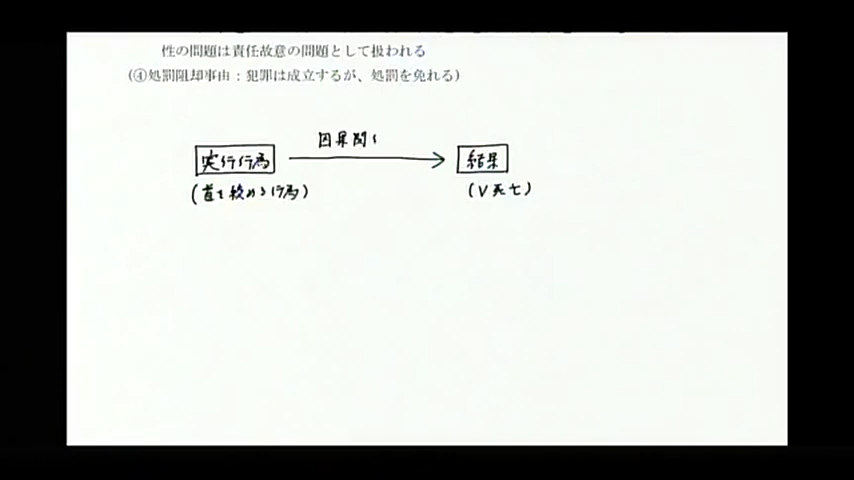 性の問題は責任故意の問題として扱われる
(④処罰阻却事由：犯罪は成立するが、処罰を免れる)
因果関
実行行為
結果
(首を絞める行為)
(V死亡)